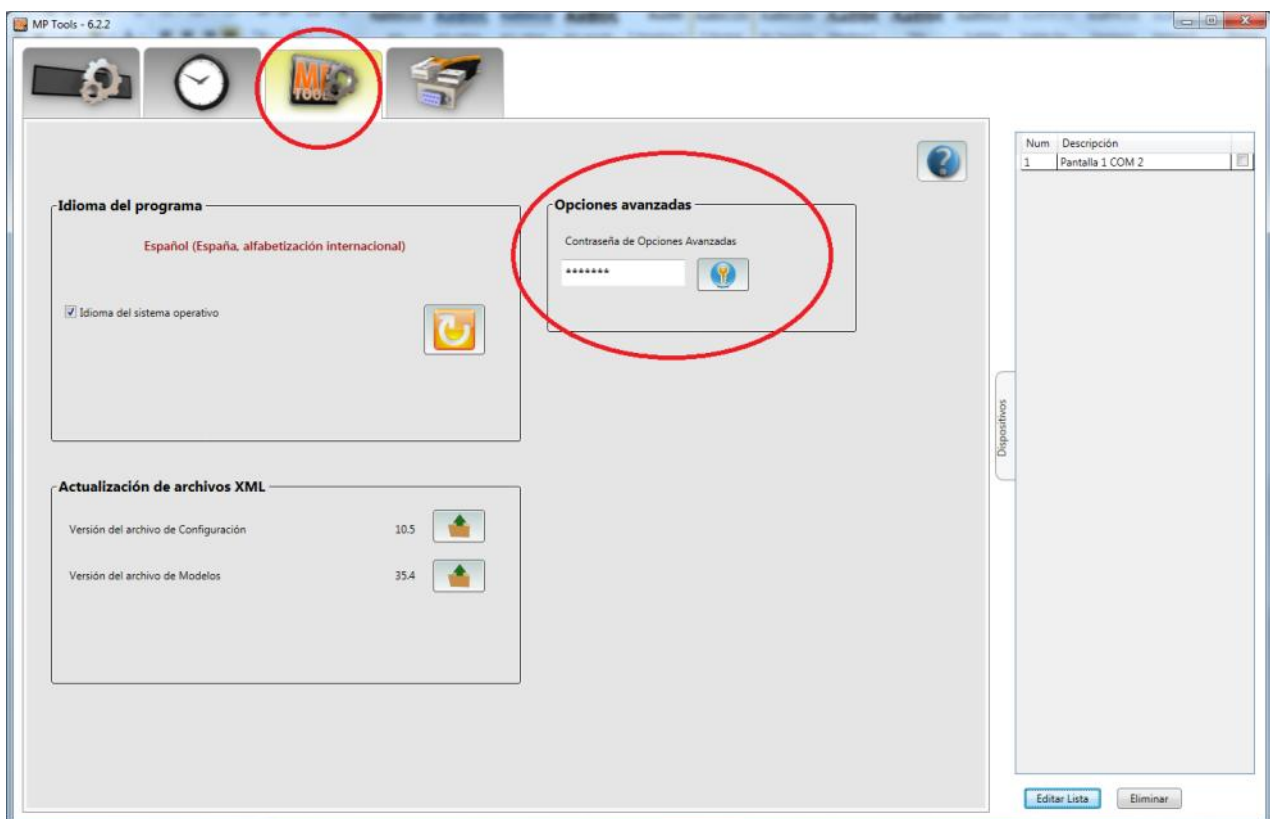 MP Tools - 6.2.2
MP
TOOLS
Idioma del programa
Español (España, alfabetización internacional)
Idioma del sistema operativo
Opciones avanzadas
Contraseña de Opciones Avanzadas
*******
Actualización de archivos XML
Versión del archivo de Configuración 10.5
Versión del archivo de Modelos 35.4
Dispositivos
Num Descripción
1 Pantalla 1 COM 2
Editar Lista Eliminar